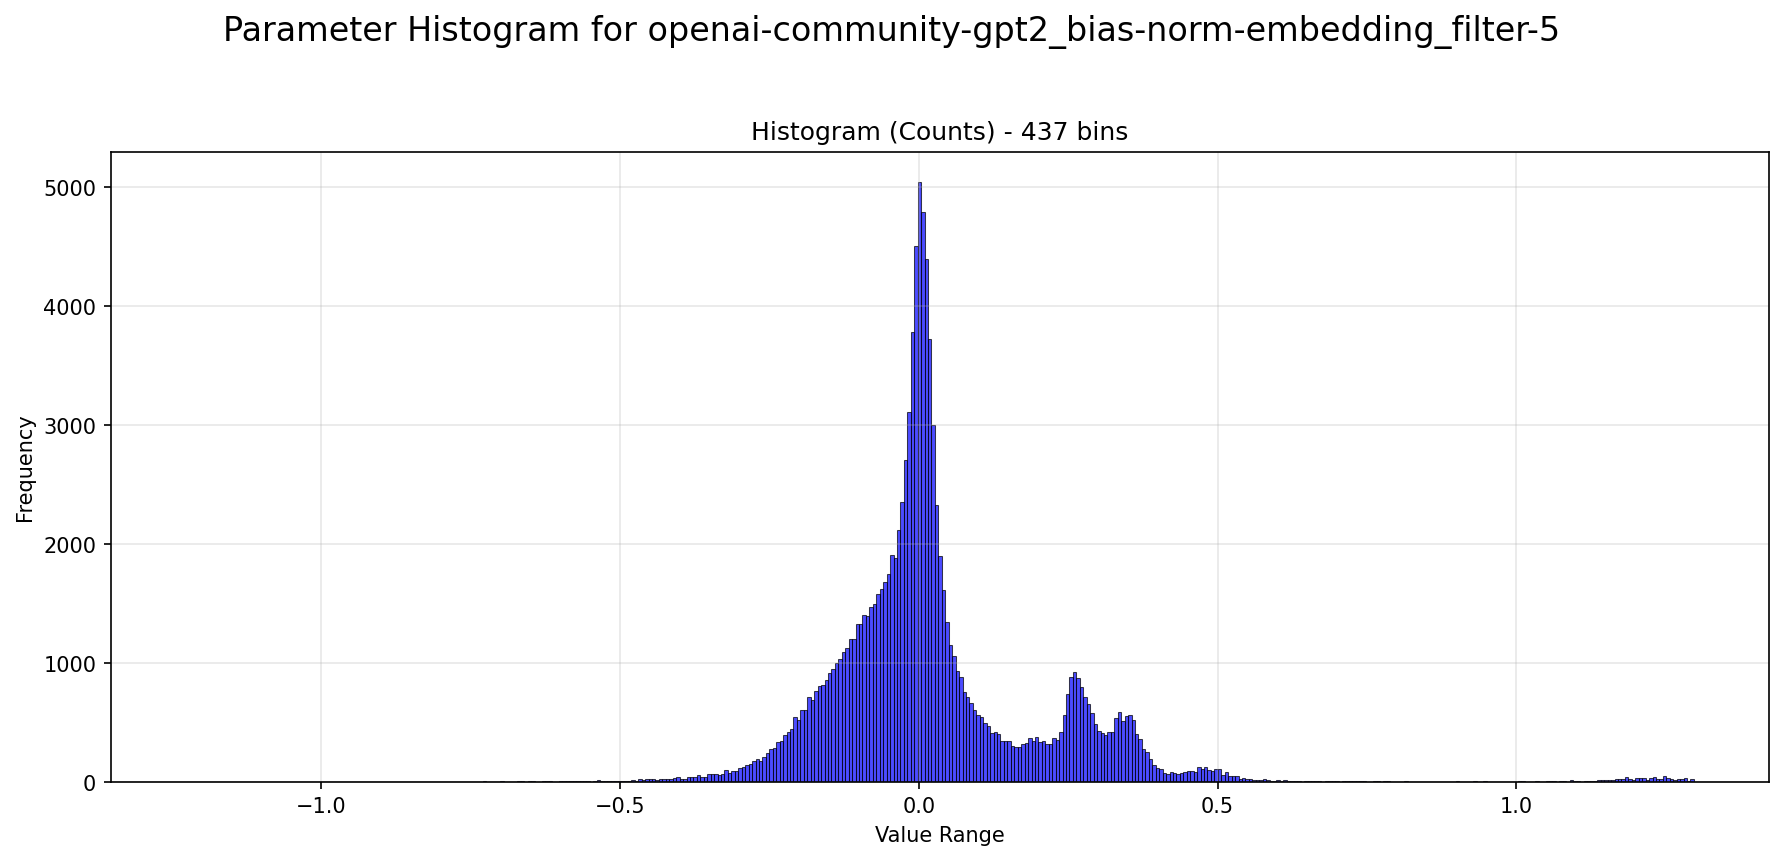 Parameter Histogram for openai-community-gpt2_bias-norm-embedding_filter-5
Histogram (Counts) - 437 bins
5000
4000
3000
2000
1000
0
Frequency
−1.0
−0.5
0.0
0.5
1.0
Value Range